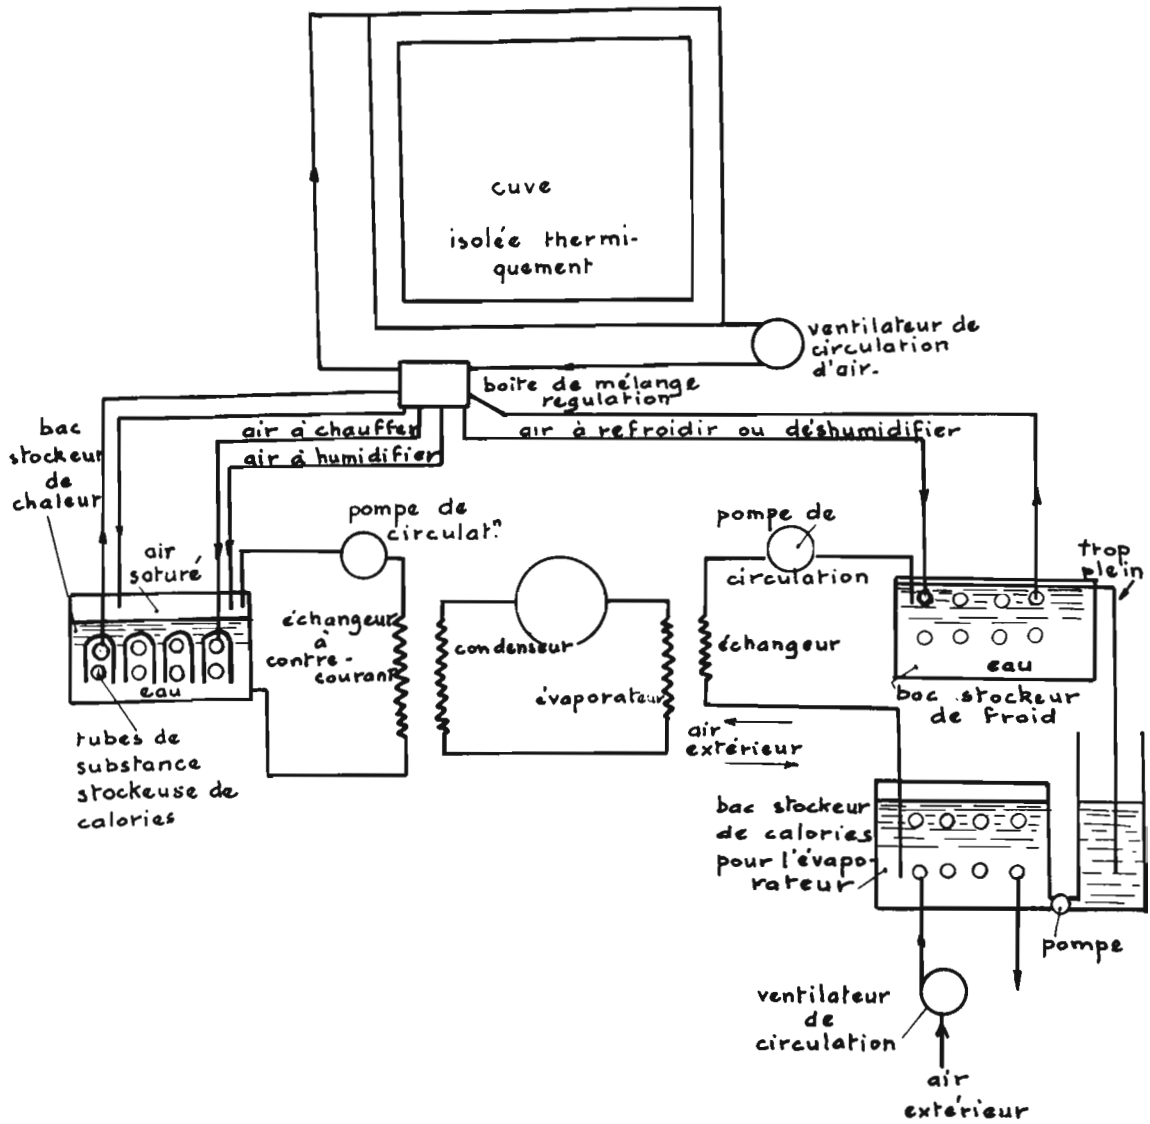 cuve
isolée thermi-
quement
ventilateur de
circulation
d'air.
boite de mélange
regulation
bac
stockeur
de
chaleur
air à chauffer
air à humidifier
air à refroidir ou déshumidifier
air
saturé
pompe de
circulatn.
pompe de
circulation
trop
plein
échangeur
à
contre-
courant
condenseur
évaporateur
échangeur
eau
eau
bac stockeur
de froid
air
extérieur
tubes de
substance
stockeuse de
calories
bac stockeur
de calories
pour l'évapo-
rateur
pompe
ventilateur
de
circulation
air
extérieur